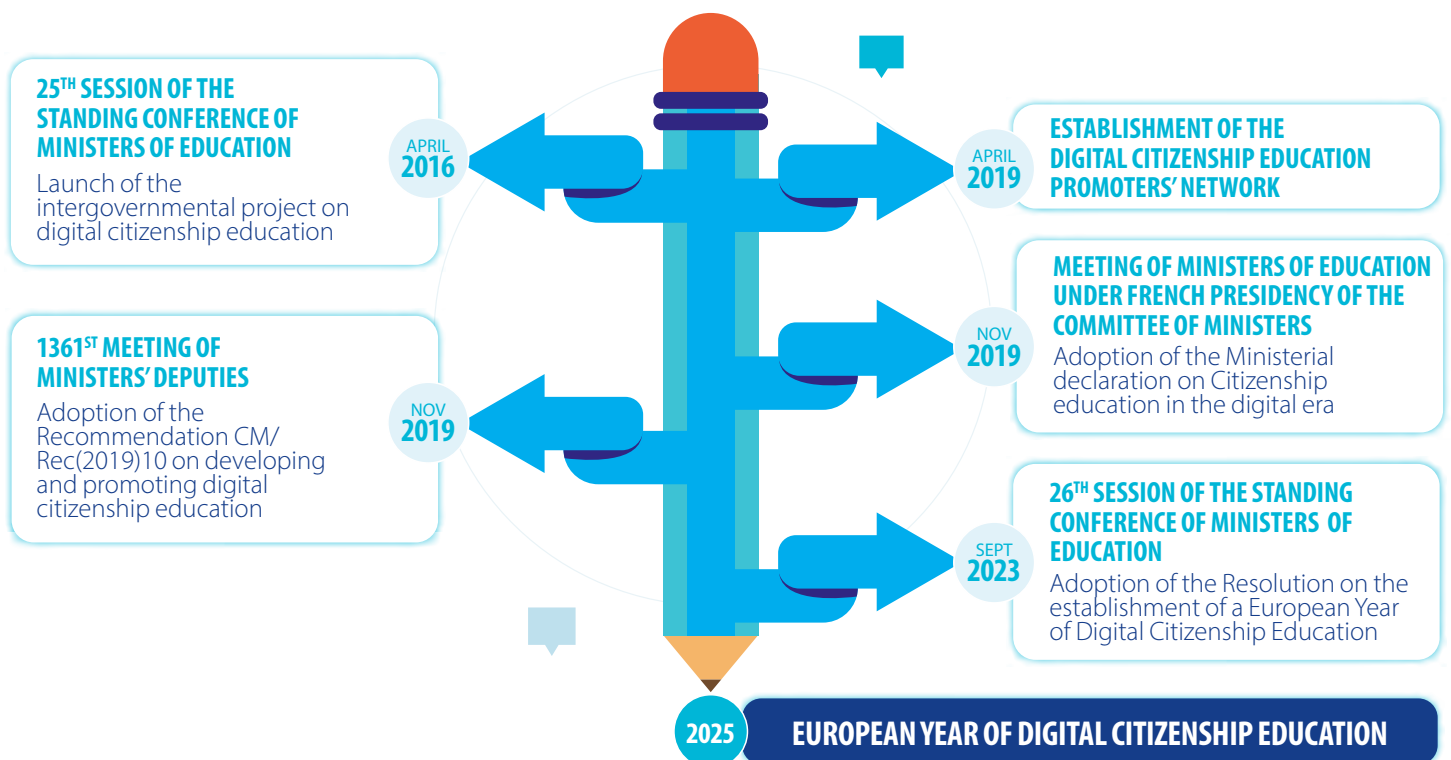 25TH SESSION OF THE
STANDING CONFERENCE OF
MINISTERS OF EDUCATION
Launch of the
intergovernmental project on
digital citizenship education
APRIL
2016
APRIL
2019
ESTABLISHMENT OF THE
DIGITAL CITIZENSHIP EDUCATION
PROMOTERS’ NETWORK
1361ST MEETING OF
MINISTERS’ DEPUTIES
Adoption of the
Recommendation CM/
Rec(2019)10 on developing
and promoting digital
citizenship education
NOV
2019
NOV
2019
MEETING OF MINISTERS OF EDUCATION
UNDER FRENCH PRESIDENCY OF THE
COMMITTEE OF MINISTERS
Adoption of the Ministerial
declaration on Citizenship
education in the digital era
SEPT
2023
26TH SESSION OF THE STANDING
CONFERENCE OF MINISTERS OF
EDUCATION
Adoption of the Resolution on the
establishment of a European Year
of Digital Citizenship Education
2025
EUROPEAN YEAR OF DIGITAL CITIZENSHIP EDUCATION